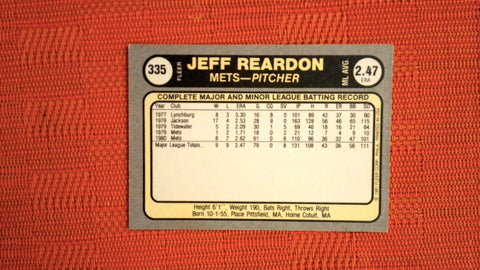 335 FLEER JEFF REARDON ML AVG. 2.47 ERA
METS—PITCHER
COMPLETE MAJOR AND MINOR LEAGUE BATTING RECORD
Year Club W L ERA G CG SV IP H R ER BB SO
1977 Lynchburg 8 3 3.30 16 8 0 101 89 42 37 30 60
1978 Jackson 17 4 2.53 28 9 0 163 128 56 46 65 115
1979 Tidewater 5 2 2.09 30 1 5 69 46 18 16 21 64
1979 Mets 1 2 1.71 18 0 2 21 12 7 4 9 10
1980 Mets 8 7 2.62 61 0 6 110 96 36 32 47 101
Major League Totals... 9 9 2.47 79 0 8 131 108 43 36 56 111
Height 6'1", Weight 190, Bats Right, Throws Right
Born 10-1-55, Place Pittsfield, MA, Home Cotuit, MA